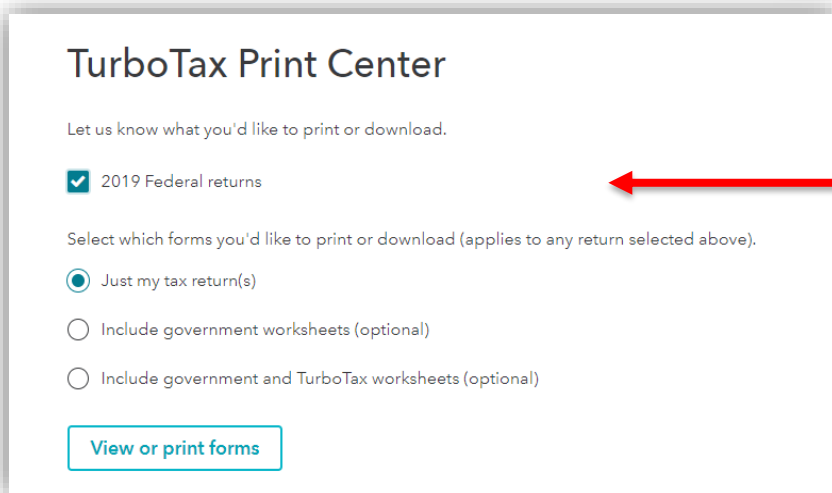 TurboTax Print Center
Let us know what you'd like to print or download.
2019 Federal returns
Select which forms you'd like to print or download (applies to any return selected above).
Just my tax return(s)
Include government worksheets (optional)
Include government and TurboTax worksheets (optional)
View or print forms